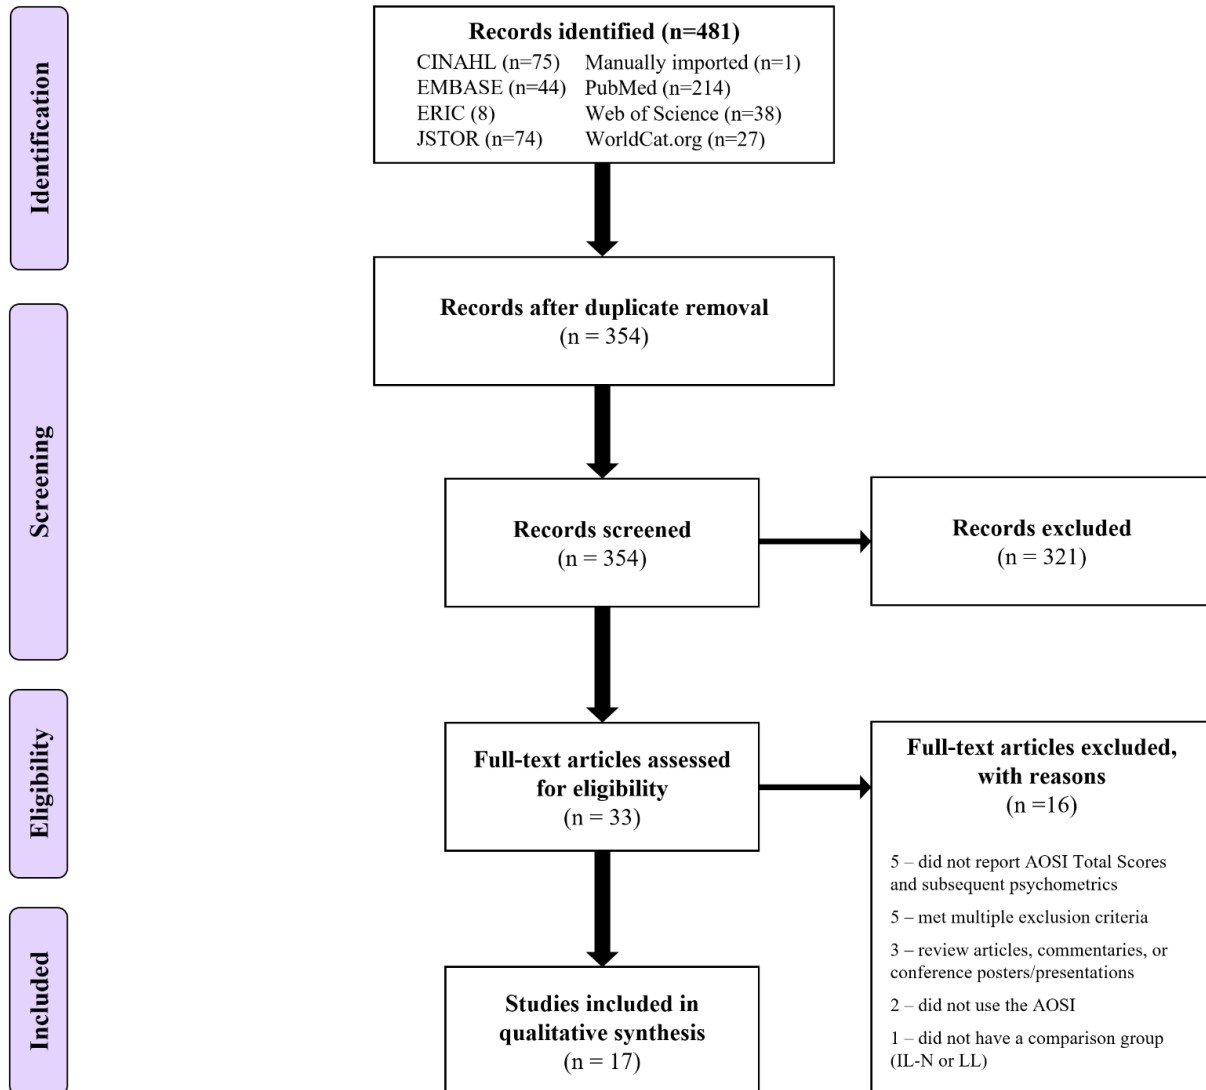 Identification
Records identified (n=481)
CINAHL (n=75)
EMBASE (n=44)
ERIC (8)
JSTOR (n=74)
Manually imported (n=1)
PubMed (n=214)
Web of Science (n=38)
WorldCat.org (n=27)
Screening
Records after duplicate removal
(n = 354)
Records screened
(n = 354)
Records excluded
(n = 321)
Eligibility
Full-text articles assessed
for eligibility
(n = 33)
Full-text articles excluded,
with reasons
(n =16)
5 – did not report AOSI Total Scores
and subsequent psychometrics
5 – met multiple exclusion criteria
3 – review articles, commentaries, or
conference posters/presentations
2 – did not use the AOSI
1 – did not have a comparison group
(IL-N or LL)
Included
Studies included in
qualitative synthesis
(n = 17)